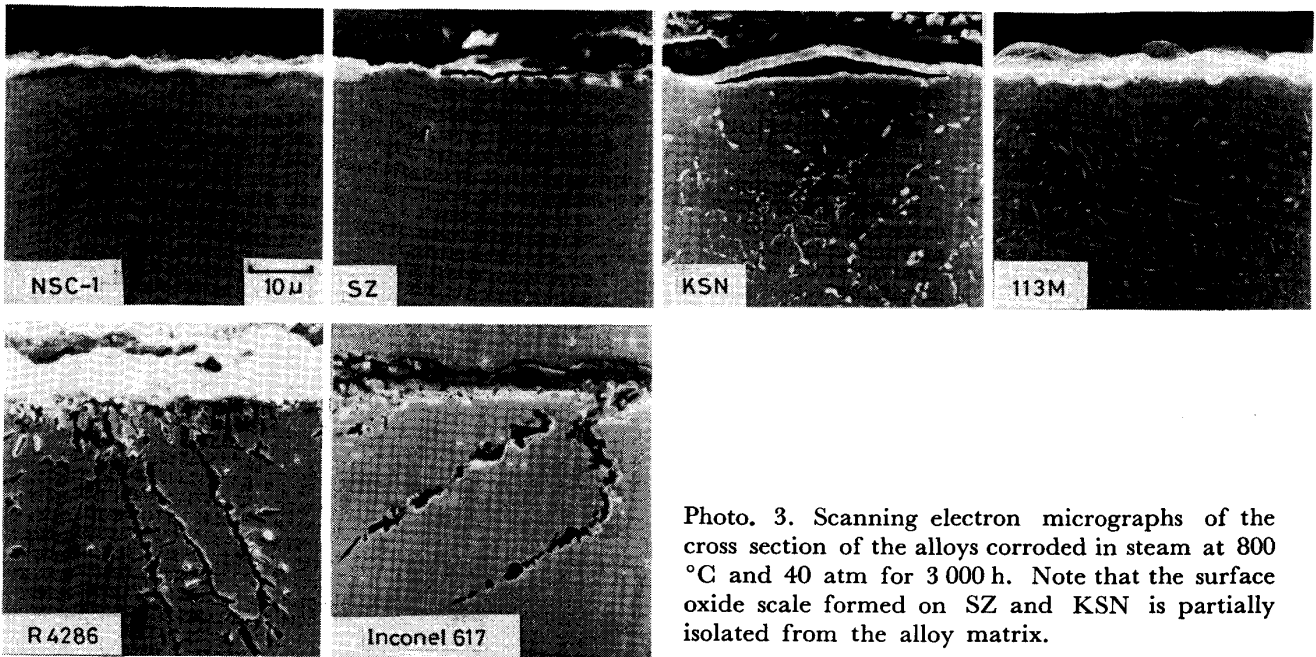 NSC-1
10 μ
SZ
KSN
113M
R 4286
Inconel 617
Photo. 3. Scanning electron micrographs of the
cross section of the alloys corroded in steam at 800
°C and 40 atm for 3 000 h. Note that the surface
oxide scale formed on SZ and KSN is partially
isolated from the alloy matrix.